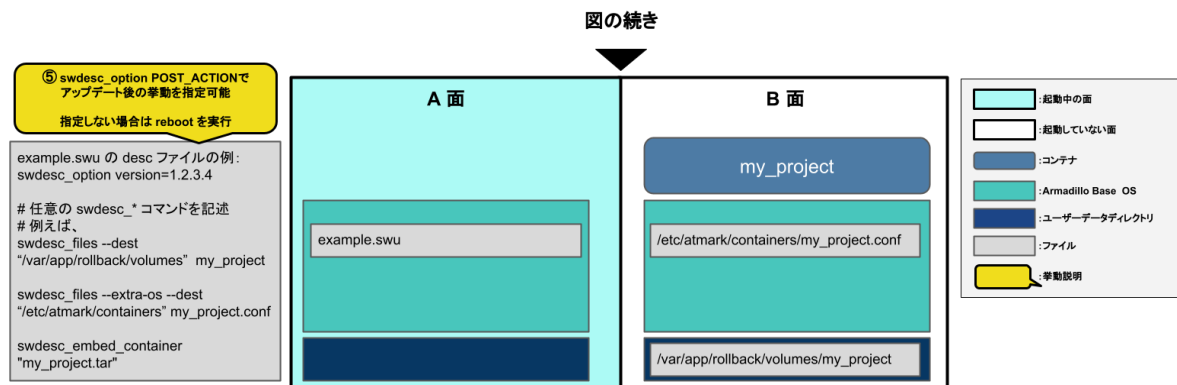 図の続き
⑤ swdesc_option POST_ACTIONで
アップデート後の挙動を指定可能
指定しない場合は reboot を実行
example.swu の desc ファイルの例:
swdesc_option version=1.2.3.4
# 任意の swdesc_* コマンドを記述
# 例えば、
swdesc_files --dest
“/var/app/rollback/volumes” my_project
swdesc_files --extra-os --dest
“/etc/atmark/containers” my_project.conf
swdesc_embed_container
"my_project.tar"
A 面
example.swu
B 面
my_project
/etc/atmark/containers/my_project.conf
/var/app/rollback/volumes/my_project
:起動中の面
:起動していない面
:コンテナ
:Armadillo Base OS
:ユーザーデータディレクトリ
:ファイル
:挙動説明